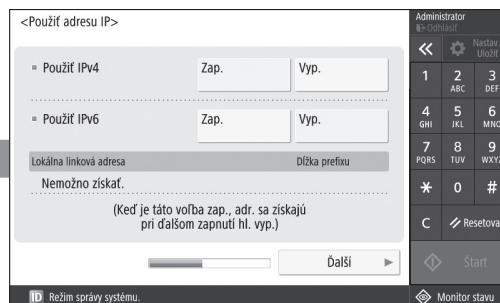 <Použiť adresu IP>
Použiť IPv4
Zap.
Vyp.
Použiť IPv6
Zap.
Vyp.
Lokálna linková adresa
Dĺžka prefixu
Nemožno získať.
(Keď je táto voľba zap., adr. sa získajú
pri ďalšom zapnutí hl. vyp.)
Ďalší
ID Režim správy systému.
Administrator
Odhlásiť
Nastav.
Uložiť
1
2 ABC
3 DEF
4 GHI
5 JKL
6 MNO
7 PQRS
8 TUV
9 WXYZ
*
0
#
C
Resetova
Štart
Monitor stavu